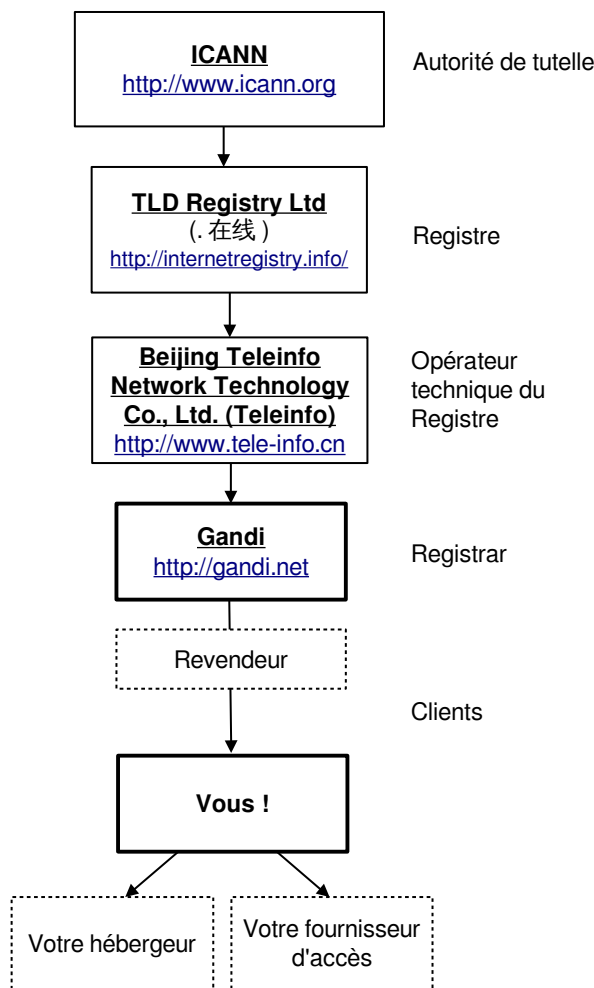 ICANN
http://www.icann.org
Autorité de tutelle
TLD Registry Ltd
(. 在线 )
http://internetregistry.info/
Registre
Beijing Teleinfo
Network Technology
Co., Ltd. (Teleinfo)
http://www.tele-info.cn
Opérateur
technique du
Registre
Gandi
http://gandi.net
Registrar
Revendeur
Clients
Vous !
Votre hébergeur
Votre fournisseur
d'accès